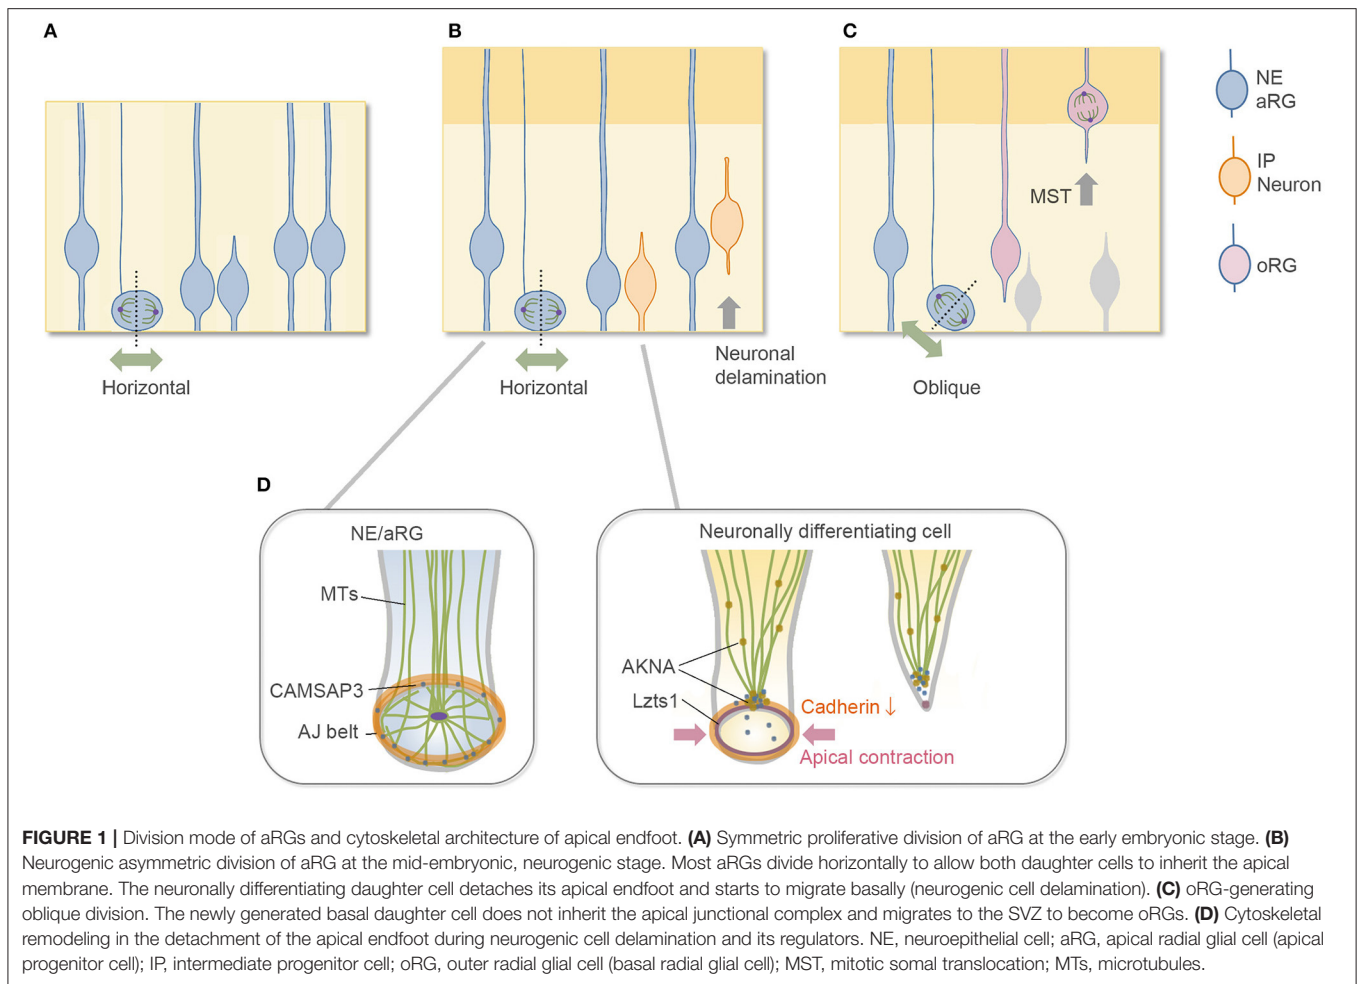 A
B
C
NE
aRG
IP
Neuron
oRG
MST
Horizontal
Horizontal
Neuronal
delamination
Oblique
D
NE/aRG
MTs
CAMSAP3
AJ belt
Neuronally differentiating cell
AKNA
Lzts1
Cadherin ↓
Apical contraction
FIGURE 1 | Division mode of aRGs and cytoskeletal architecture of apical endfoot. (A) Symmetric proliferative division of aRG at the early embryonic stage. (B)
Neurogenic asymmetric division of aRG at the mid-embryonic, neurogenic stage. Most aRGs divide horizontally to allow both daughter cells to inherit the apical
membrane. The neuronally differentiating daughter cell detaches its apical endfoot and starts to migrate basally (neurogenic cell delamination). (C) oRG-generating
oblique division. The newly generated basal daughter cell does not inherit the apical junctional complex and migrates to the SVZ to become oRGs. (D) Cytoskeletal
remodeling in the detachment of the apical endfoot during neurogenic cell delamination and its regulators. NE, neuroepithelial cell; aRG, apical radial glial cell (apical
progenitor cell); IP, intermediate progenitor cell; oRG, outer radial glial cell (basal radial glial cell); MST, mitotic somal translocation; MTs, microtubules.